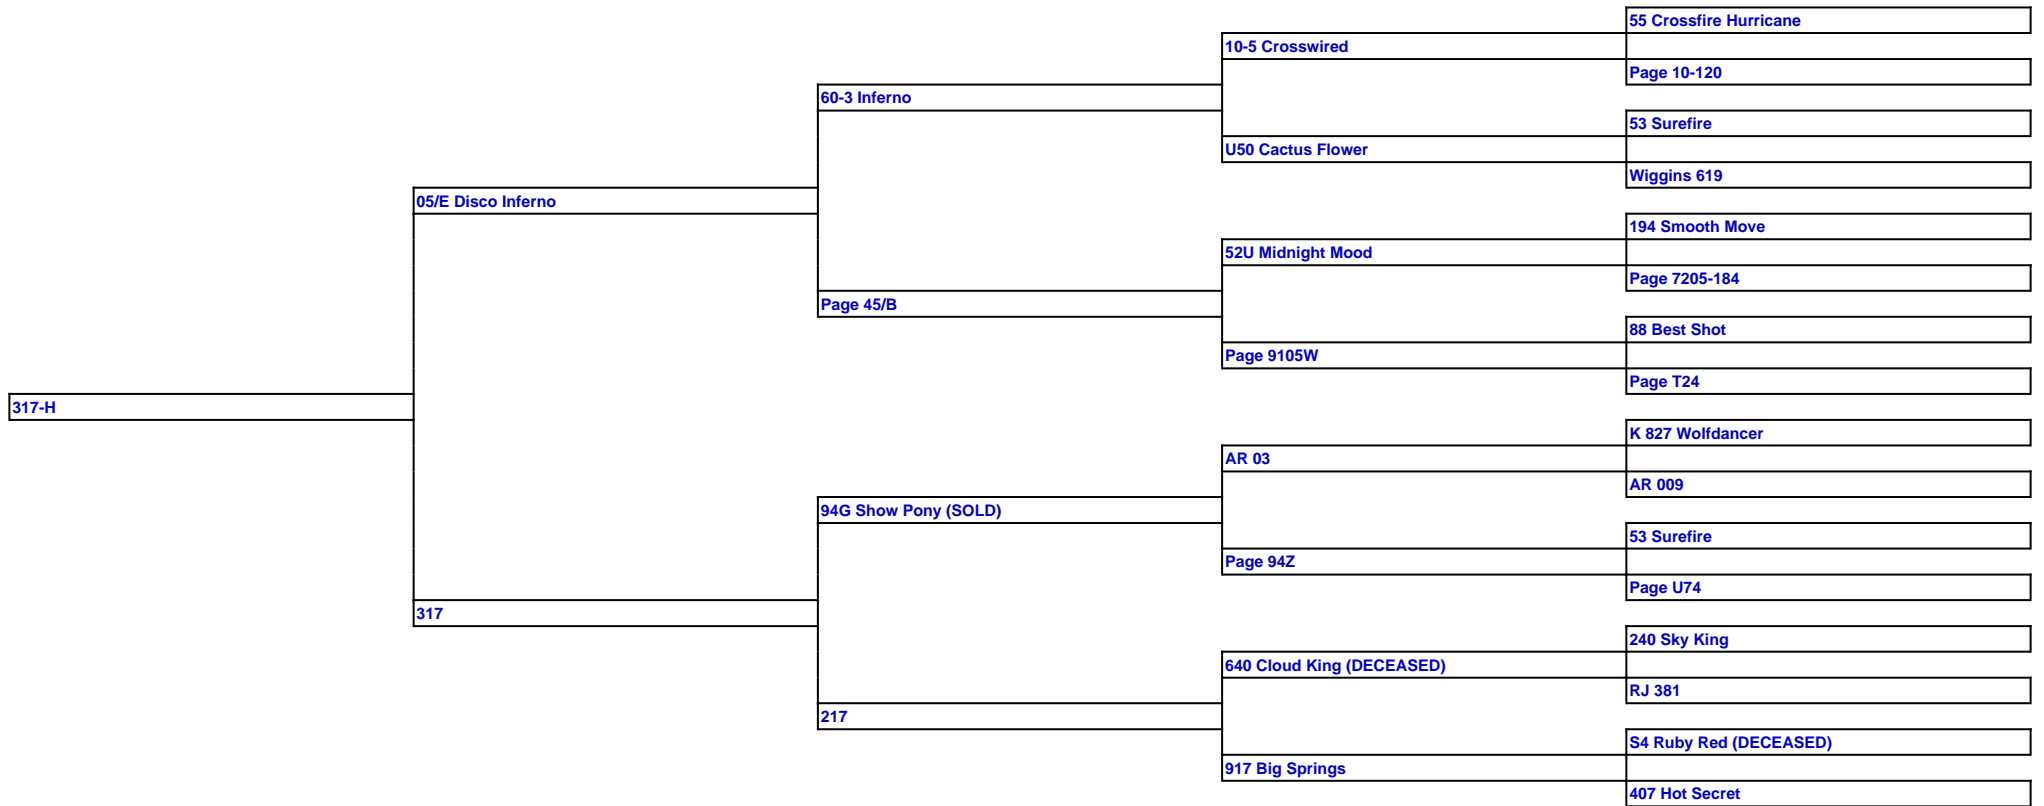 55 Crossfire Hurricane
10-5 Crosswired
Page 10-120
60-3 Inferno
53 Surefire
U50 Cactus Flower
Wiggins 619
05/E Disco Inferno
194 Smooth Move
52U Midnight Mood
Page 7205-184
Page 45/B
88 Best Shot
Page 9105W
Page T24
317-H
K 827 Wolfdancer
AR 03
AR 009
94G Show Pony (SOLD)
53 Surefire
Page 94Z
Page U74
317
240 Sky King
640 Cloud King (DECEASED)
RJ 381
217
S4 Ruby Red (DECEASED)
917 Big Springs
407 Hot Secret